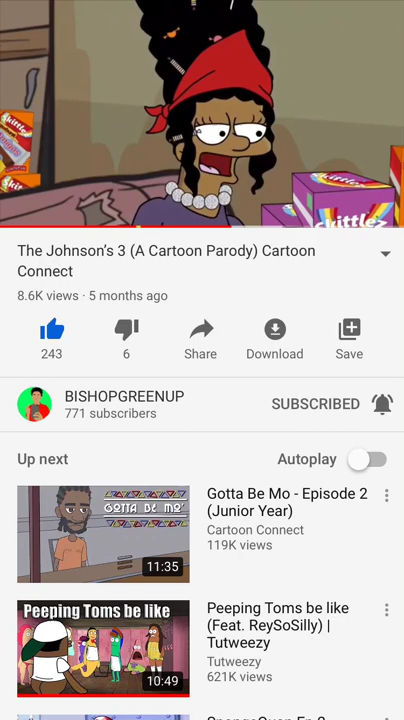 skittlez
skittlez
skittlez
The Johnson's 3 (A Cartoon Parody) Cartoon
Connect
8.6K views · 5 months ago
243
6
Share
Download
Save
BISHOPGREENUP
771 subscribers
SUBSCRIBED
Up next
Autoplay
GOTTA BE MO'
11:35
Gotta Be Mo - Episode 2
(Junior Year)
Cartoon Connect
119K views
Peeping Toms be like
10:49
Peeping Toms be like
(Feat. ReySoSilly) |
Tutweezy
Tutweezy
621K views